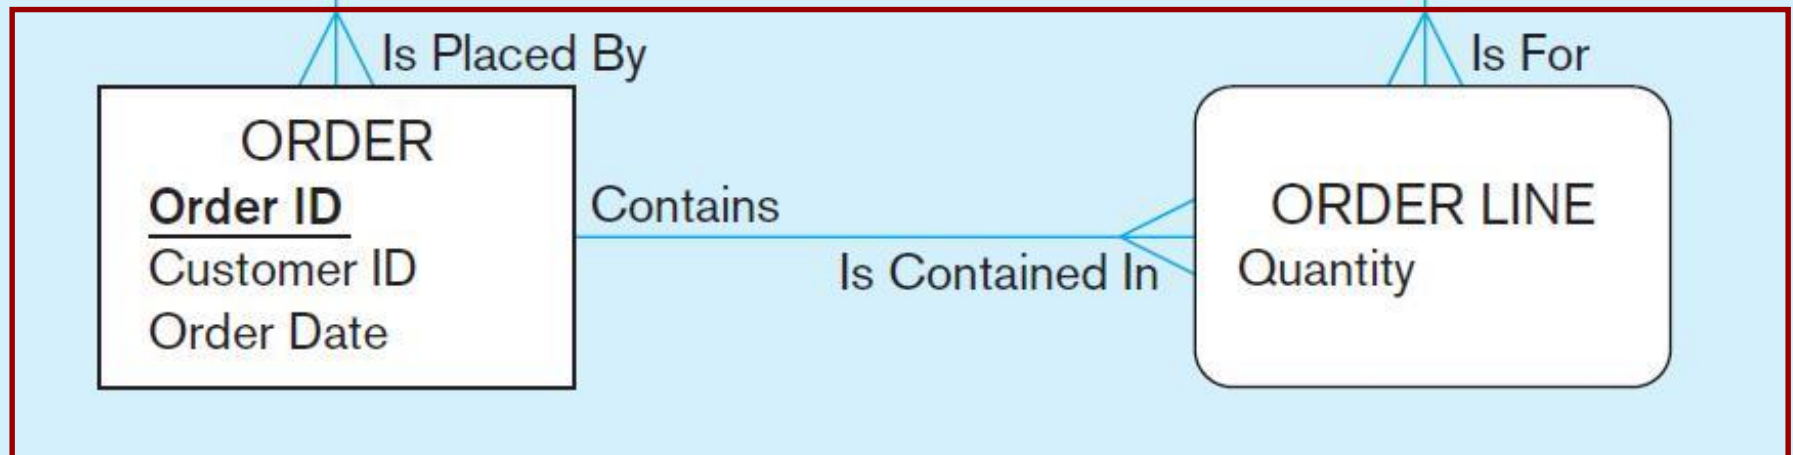 Is Placed By
Is For
ORDER
Order ID
Customer ID
Order Date
Contains
Is Contained In
ORDER LINE
Quantity